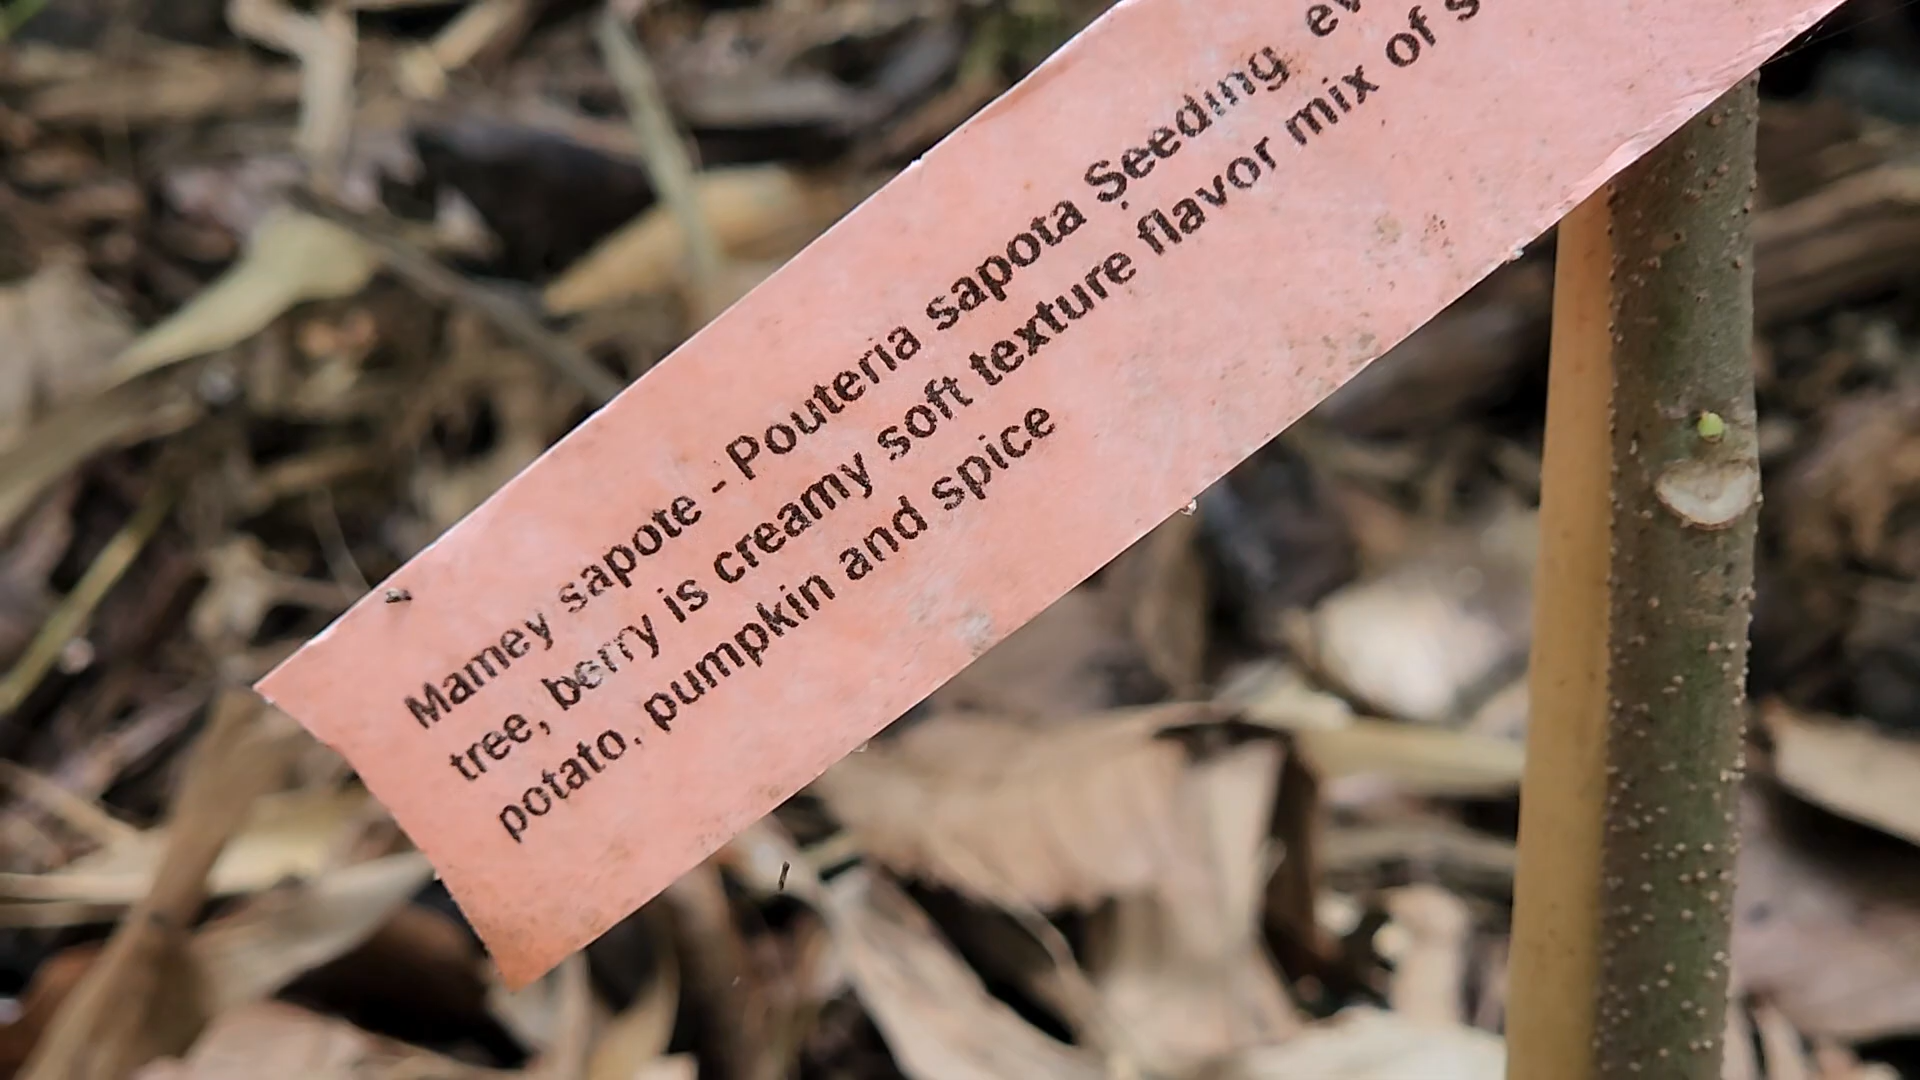 Mamey sapote - Pouteria sapota Seeding
tree, berry is creamy soft texture flavor mix of
potato, pumpkin and spice